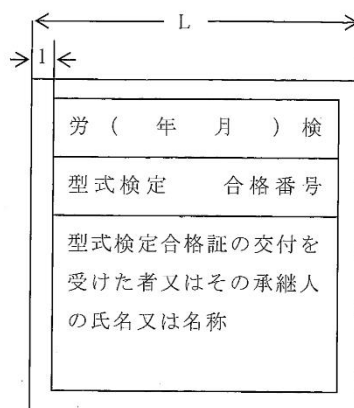 L
1
労 ( 年 月 ) 検
型式検定 合格番号
型式検定合格証の交付を
受けた者又はその承継人
の氏名又は名称